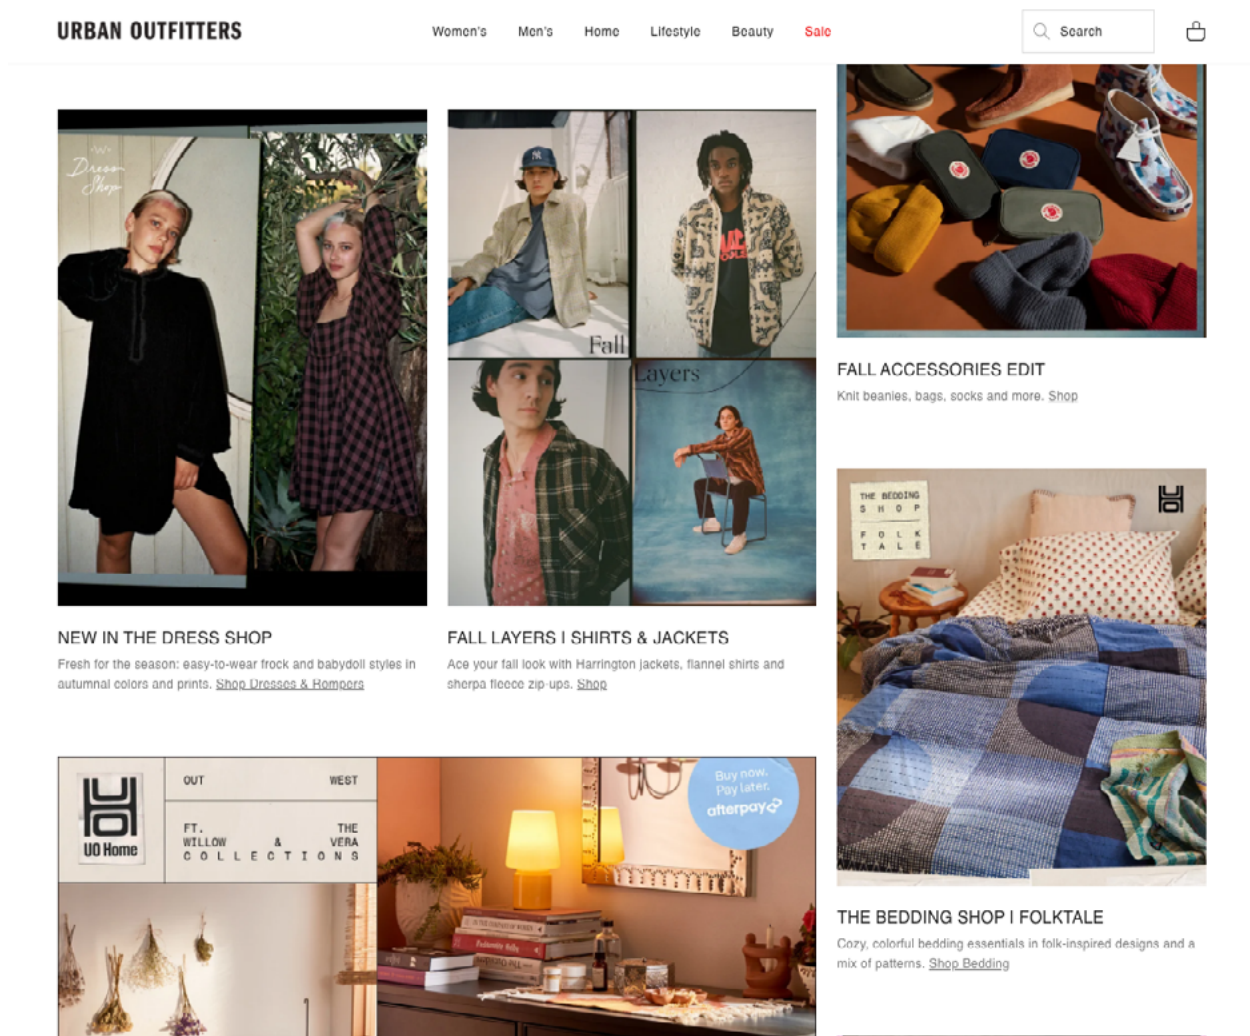 URBAN OUTFITTERS
Women's
Men's
Home
Lifestyle
Beauty
Sale
Search
Dress
Shop
NY
Fall
Layers
NEW IN THE DRESS SHOP
Fresh for the season: easy-to-wear frock and babydoll styles in
autumnal colors and prints. Shop Dresses & Rompers
FALL LAYERS | SHIRTS & JACKETS
Ace your fall look with Harrington jackets, flannel shirts and
sherpa fleece zip-ups. Shop
FALL ACCESSORIES EDIT
Knit beanies, bags, socks and more. Shop
THE BEDDING
SHOP
FOLK
TALE
UO
THE BEDDING SHOP | FOLKTALE
Cozy, colorful bedding essentials in folk-inspired designs and a
mix of patterns. Shop Bedding
UO
UO Home
OUT WEST
FT. THE
WILLOW & VERA
COLLECTIONS
Buy now.
Pay later.
afterpay